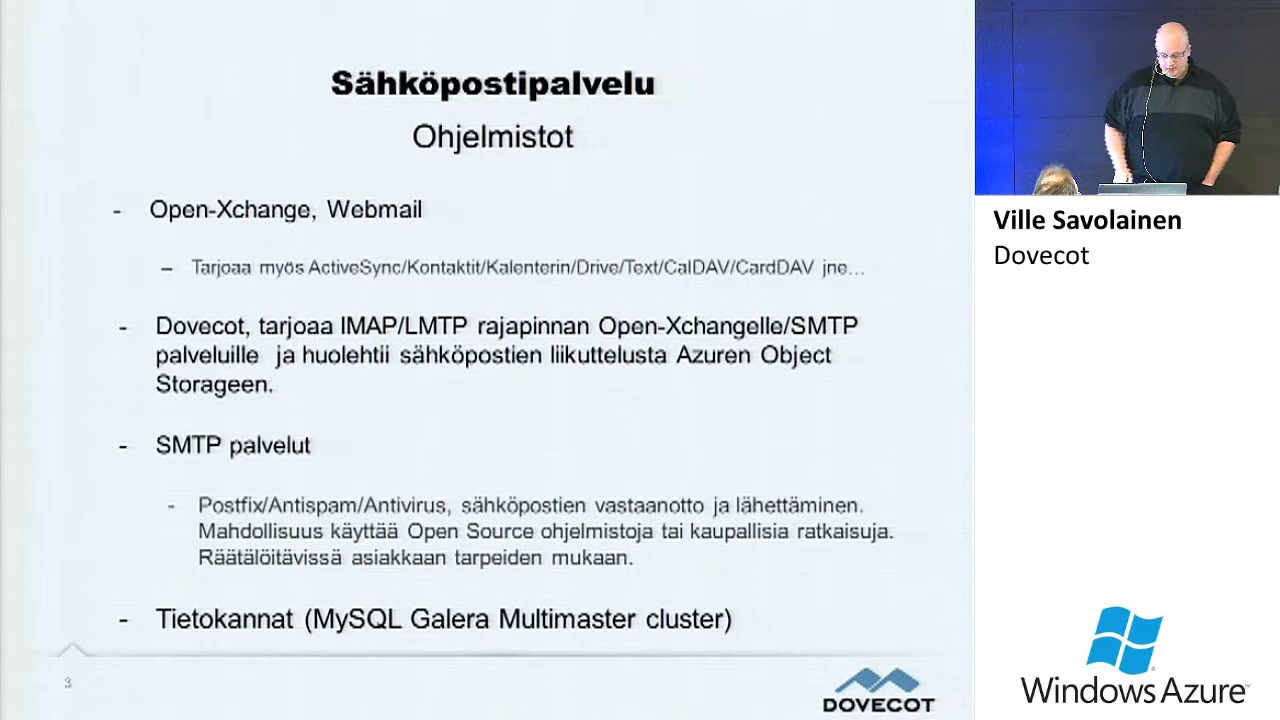 Sähköpostipalvelu
Ohjelmistot
- Open-Xchange, Webmail
– Tarjoaa myös ActiveSync/Kontaktit/Kalenterin/Drive/Text/CalDAV/CardDAV jne...
- Dovecot, tarjoaa IMAP/LMTP rajapinnan Open-Xchangelle/SMTP
palveluille ja huolehtii sähköpostien liikuttelusta Azuren Object
Storageen.
- SMTP palvelut
- Postfix/Antispam/Antivirus, sähköpostien vastaanotto ja lähettäminen.
Mahdollisuus käyttää Open Source ohjelmistoja tai kaupallisia ratkaisuja.
Räätälöitävissä asiakkaan tarpeiden mukaan.
- Tietokannat (MySQL Galera Multimaster cluster)
3
DOVECOT
Ville Savolainen
Dovecot
Windows Azure